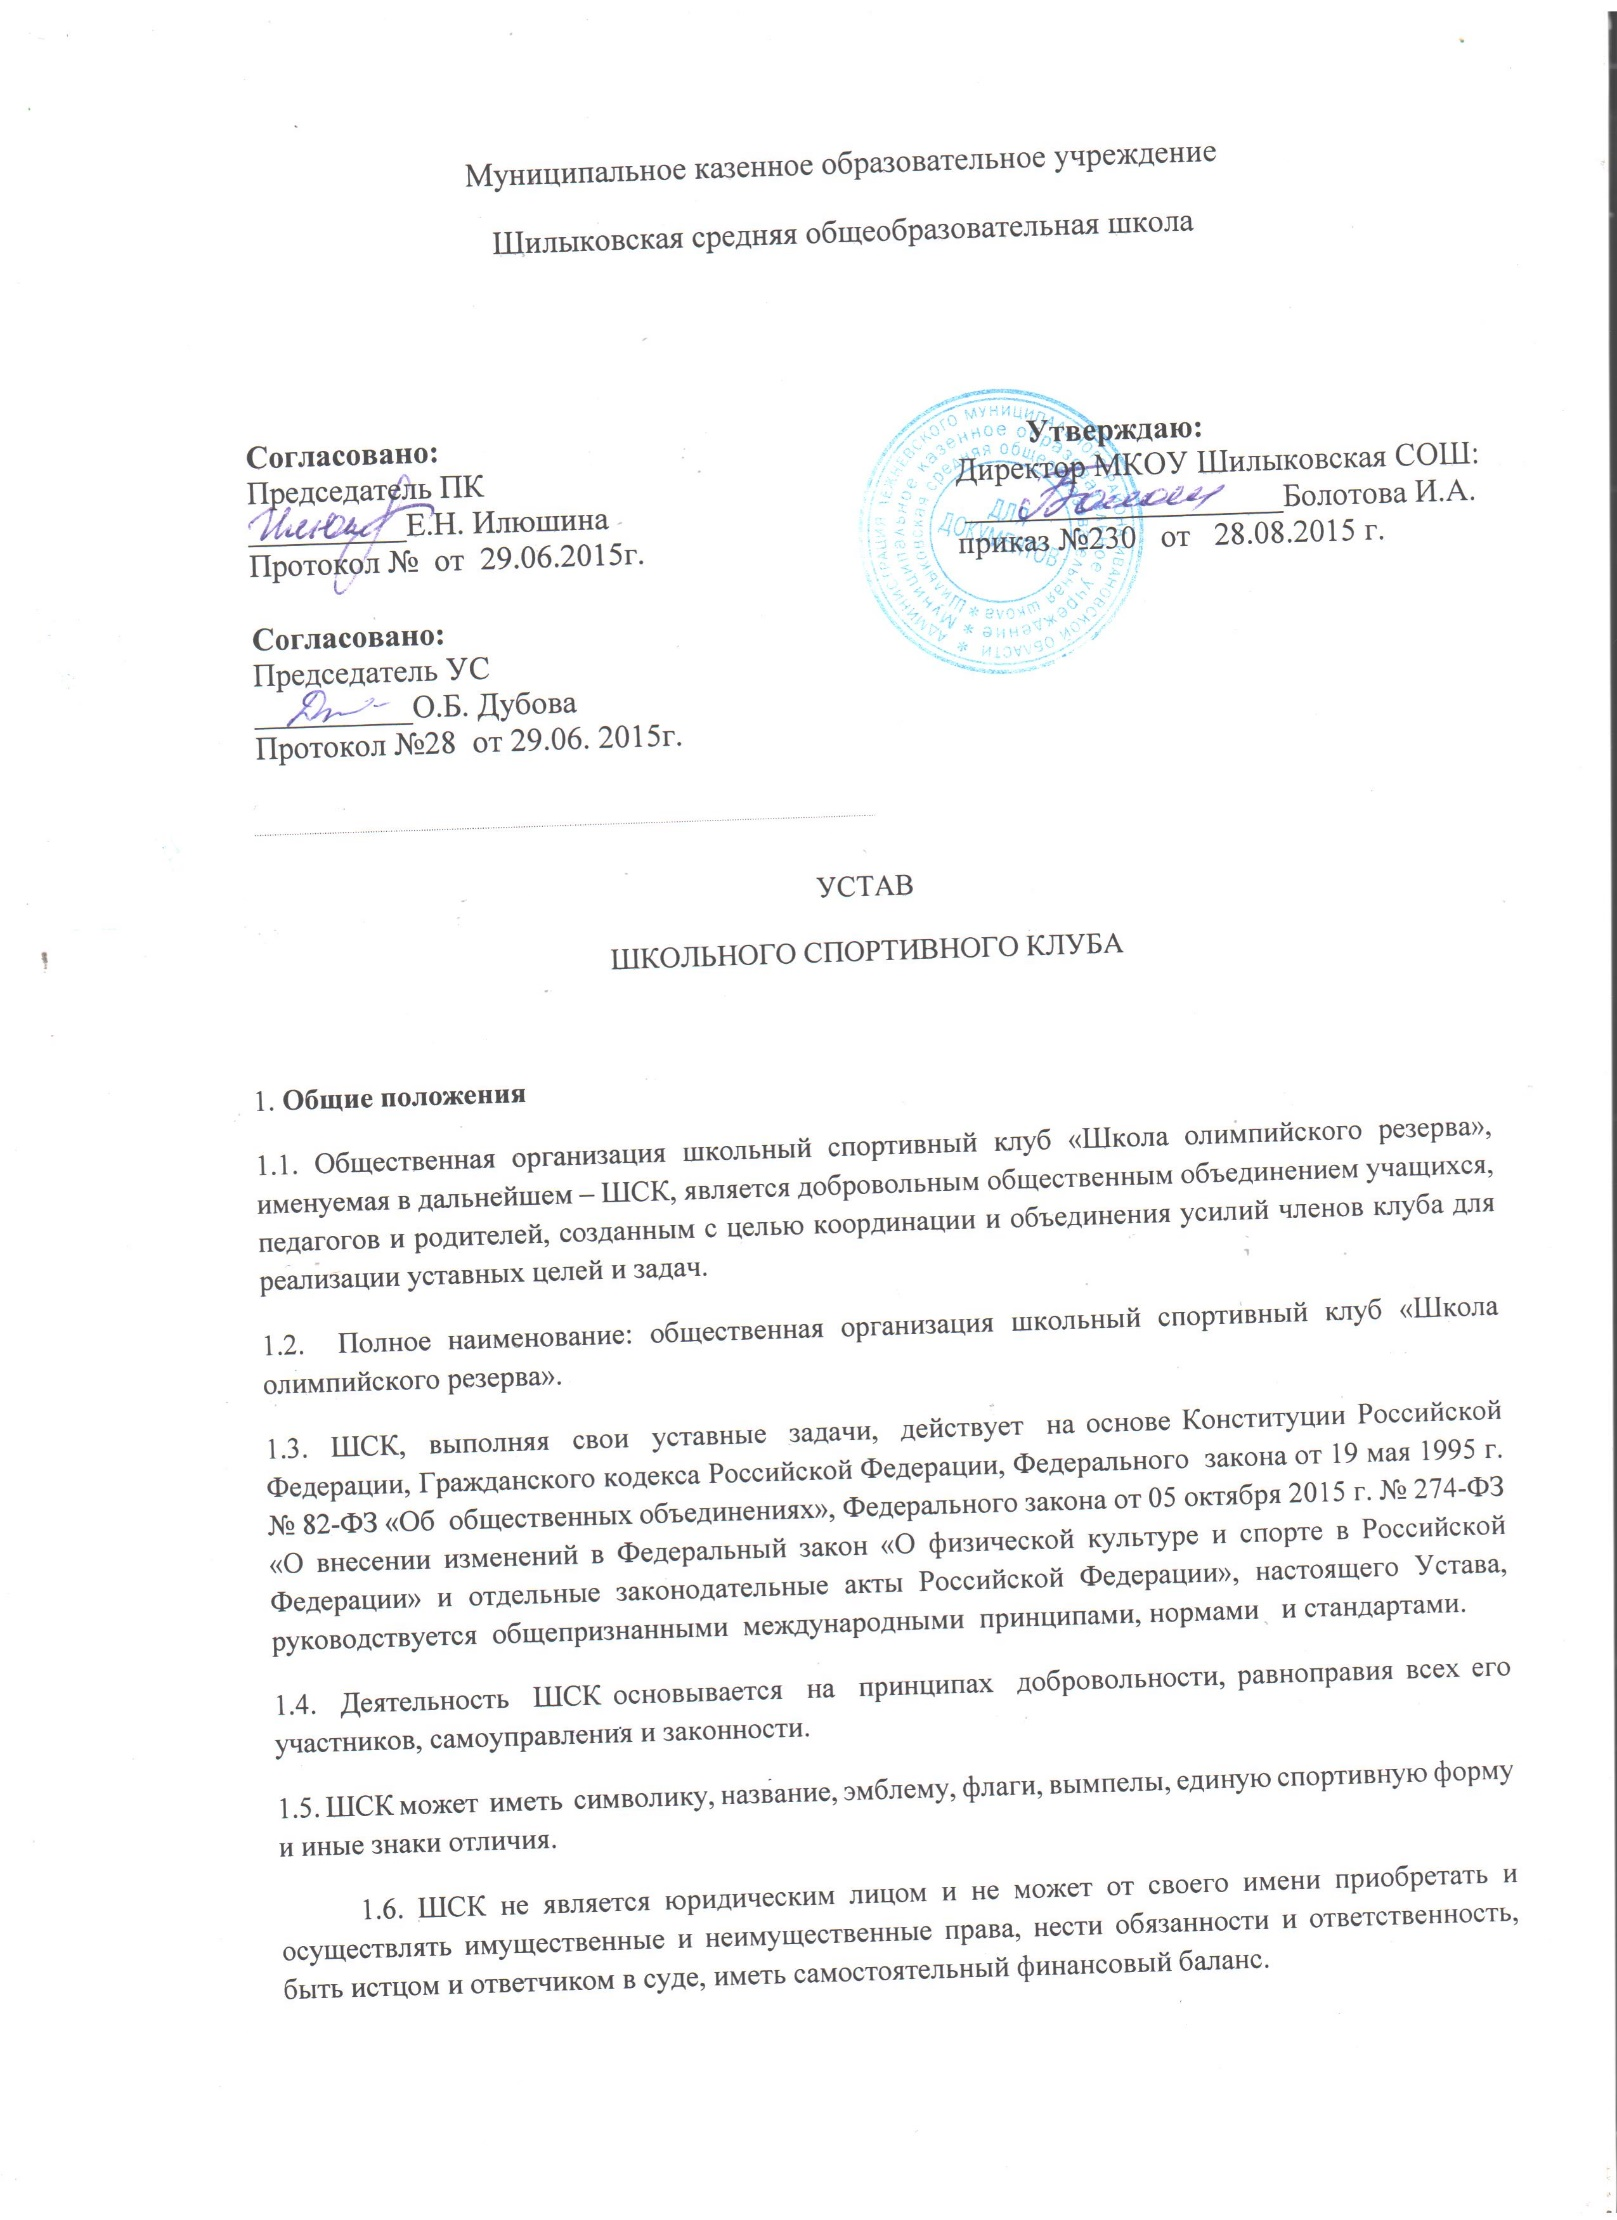 Муниципальное казенное образовательное учреждение
Щилыковская средняя общеобразовательная школа
Согласовано:
Председатель ПК
Е.Н. Илюшина
Протокол № от 29.06.2015г.
Утверждаю:
Директор МКОУ Шилыковская СОШ:
Болотова И.А.
приказ №230 от 28.08.2015 г.
ДЛЯ
ДОКУМЕНТОВ
Согласовано:
Председатель УС
О.Б. Дубова
Протокол №28 от 29.06. 2015г.
УСТАВ
ШКОЛЬНОГО СПОРТИВНОГО КЛУБА
1. Общие положения
1.1. Общественная организация школьный спортивный клуб «Школа олимпийского резерва»,
именуемая в дальнейшем – ШСК, является добровольным общественным объединением учащихся,
педагогов и родителей, созданным с целью координации и объединения усилий членов клуба для
реализации уставных целей и задач.
1.2. Полное наименование: общественная организация школьный спортивный клуб «Школа
олимпийского резерва».
1.3. ШСК, выполняя свои уставные задачи, действует на основе Конституции Российской
Федерации, Гражданского кодекса Российской Федерации, Федерального закона от 19 мая 1995 г.
№ 82-ФЗ «Об общественных объединениях», Федерального закона от 05 октября 2015 г. № 274-ФЗ
«О внесении изменений в Федеральный закон «О физической культуре и спорте в Российской
Федерации» и отдельные законодательные акты Российской Федерации», настоящего Устава,
руководствуется общепризнанными международными принципами, нормами и стандартами.
1.4. Деятельность ШСК основывается на принципах добровольности, равноправия всех его
участников, самоуправления и законности.
1.5. ШСК может иметь символику, название, эмблему, флаги, вымпелы, единую спортивную форму
и иные знаки отличия.
1.6. ШСК не является юридическим лицом и не может от своего имени приобретать и
осуществлять имущественные и неимущественные права, нести обязанности и ответственность,
быть истцом и ответчиком в суде, иметь самостоятельный финансовый баланс.